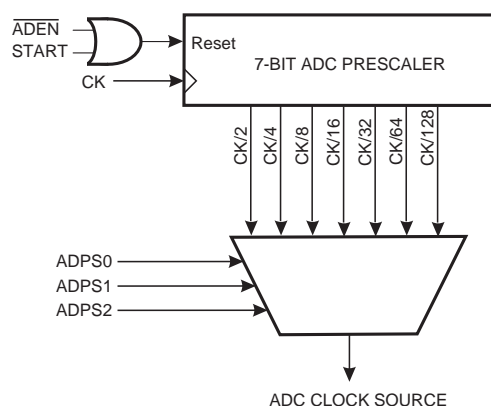 ADEN
START
Reset
7-BIT ADC PRESCALER
CK
CK/2
CK/4
CK/8
CK/16
CK/32
CK/64
CK/128
ADPS0
ADPS1
ADPS2
ADC CLOCK SOURCE